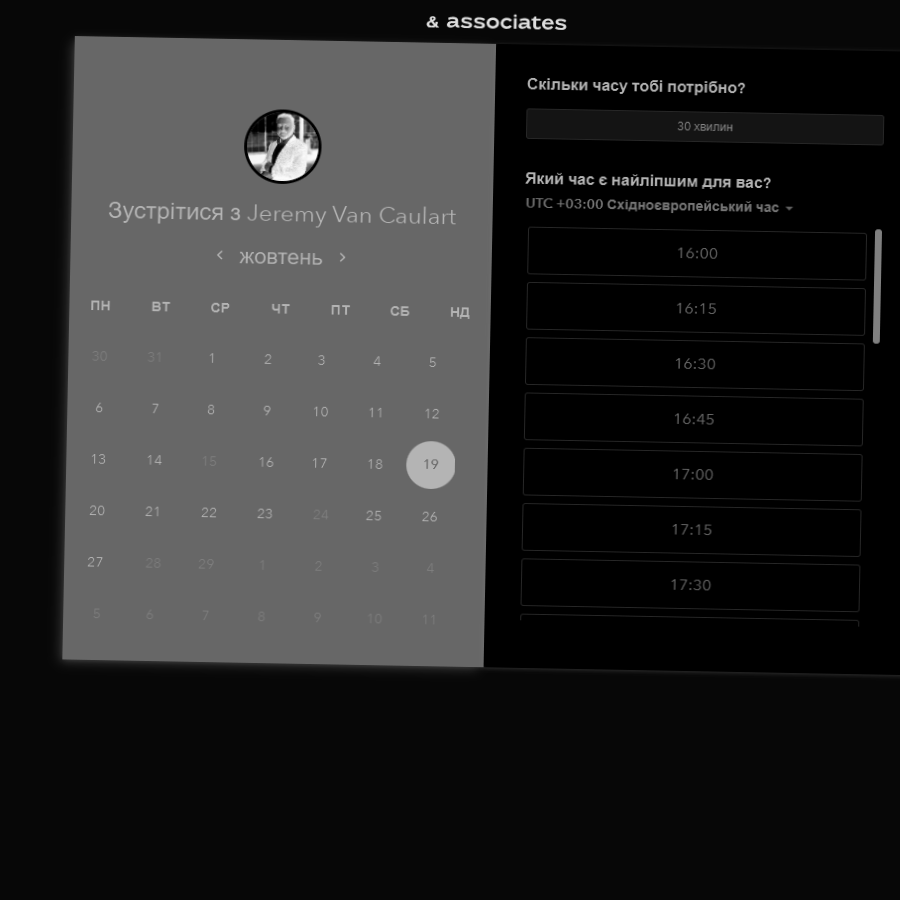 & associates
Зустрітися з Jeremy Van Caulart
жовтень
ПН ВТ СР ЧТ ПТ СБ НД
30 31 1 2 3 4 5
6 7 8 9 10 11 12
13 14 15 16 17 18 19
20 21 22 23 24 25 26
27 28 29 1 2 3 4
5 6 7 8 9 10 11
Скільки часу тобі потрібно?
30 хвилин
Який час є найліпшим для вас?
UTC +03:00 Східноєвропейський час
16:00
16:15
16:30
16:45
17:00
17:15
17:30